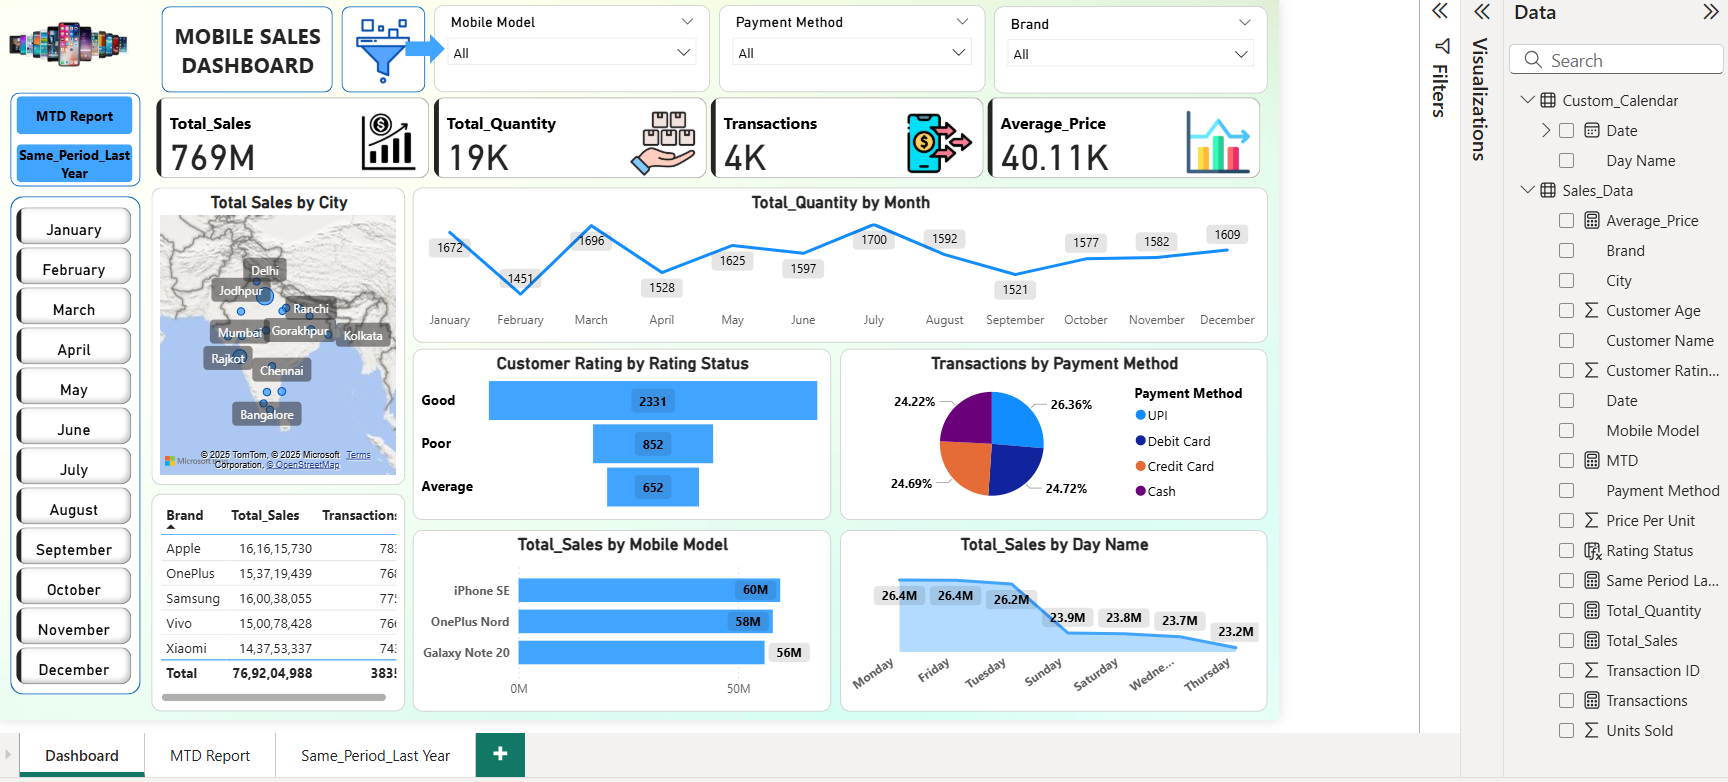 MOBILE SALES
DASHBOARD
Mobile Model
All
Payment Method
All
Brand
All
MTD Report
Same_Period_Last
Year
Total_Sales
769M
Total_Quantity
19K
Transactions
4K
Average_Price
40.11K
January
February
March
April
May
June
July
August
September
October
November
December
Total Sales by City
Delhi
Jodhpur
Ranchi
Mumbai
Gorakhpur
Kolkata
Rajkot
Chennai
Bangalore
Microsoft
© 2025 TomTom, © 2025 Microsoft Terms
Corporation, © OpenStreetMap
Total_Quantity by Month
1672
1451
1696
1528
1625
1597
1700
1592
1521
1577
1582
1609
January February March April May June July August September October November December
Customer Rating by Rating Status
Good 2331
Poor 852
Average 652
Transactions by Payment Method
24.22%
26.36%
24.69%
24.72%
Payment Method
UPI
Debit Card
Credit Card
Cash
Brand Total_Sales Transactions
Apple 16,16,15,730 783
OnePlus 15,37,19,439 768
Samsung 16,00,38,055 775
Vivo 15,00,78,428 766
Xiaomi 14,37,53,337 743
Total 76,92,04,988 3835
Total_Sales by Mobile Model
iPhone SE 60M
OnePlus Nord 58M
Galaxy Note 20 56M
0M 50M
Total_Sales by Day Name
26.4M 26.4M 26.2M 23.9M 23.8M 23.7M 23.2M
Monday Friday Tuesday Sunday Saturday Wedne... Thursday
Dashboard MTD Report Same_Period_Last Year +
Filters
Visualizations
Data
Search
Custom_Calendar
Date
Day Name
Sales_Data
Average_Price
Brand
City
Customer Age
Customer Name
Customer Ratin...
Date
Mobile Model
MTD
Payment Method
Price Per Unit
Rating Status
Same Period La...
Total_Quantity
Total_Sales
Transaction ID
Transactions
Units Sold